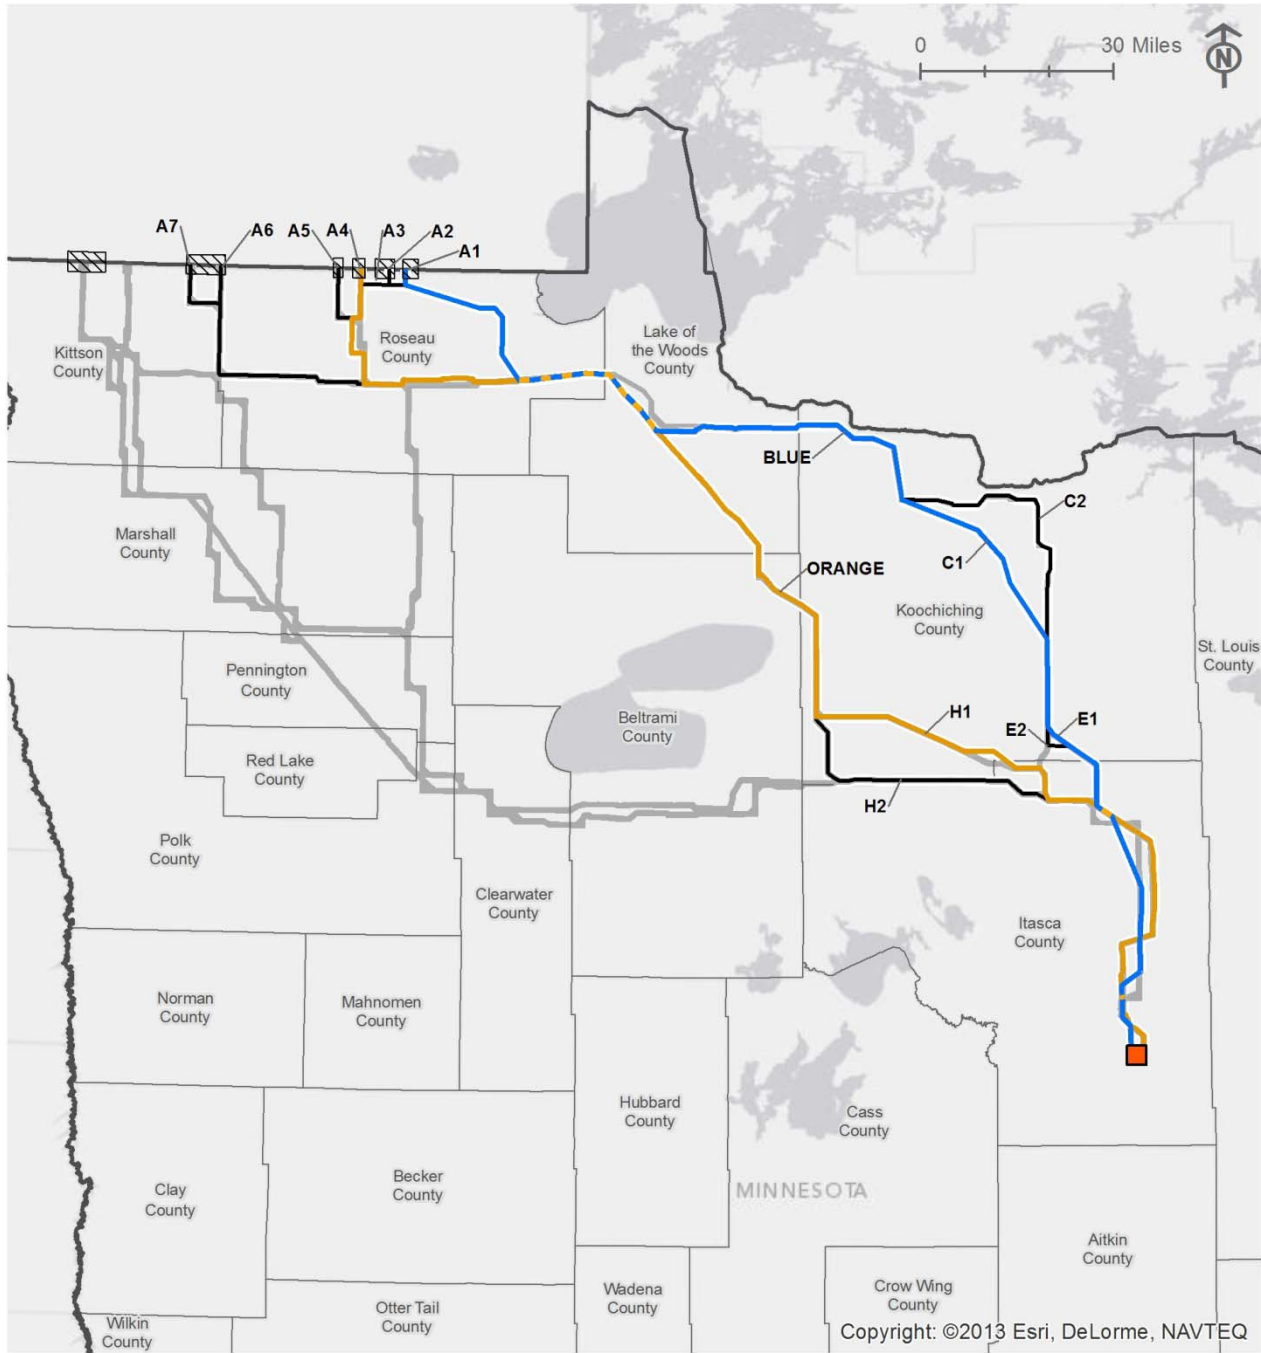 0 30 Miles
N
A7
A6
A5
A4
A3
A2
A1
Roseau
County
Lake of
the Woods
County
Kittson
County
BLUE
C2
Marshall
County
C1
ORANGE
Koochiching
County
St. Louis
County
Pennington
County
Beltrami
County
H1
E2
E1
Red Lake
County
H2
Polk
County
Clearwater
County
Itasca
County
Norman
County
Mahnomen
County
Hubbard
County
Cass
County
Becker
County
Clay
County
MINNESOTA
Aitkin
County
Wadena
County
Crow Wing
County
Otter Tail
County
Wilkin
County
Copyright: ©2013 Esri, DeLorme, NAVTEQ